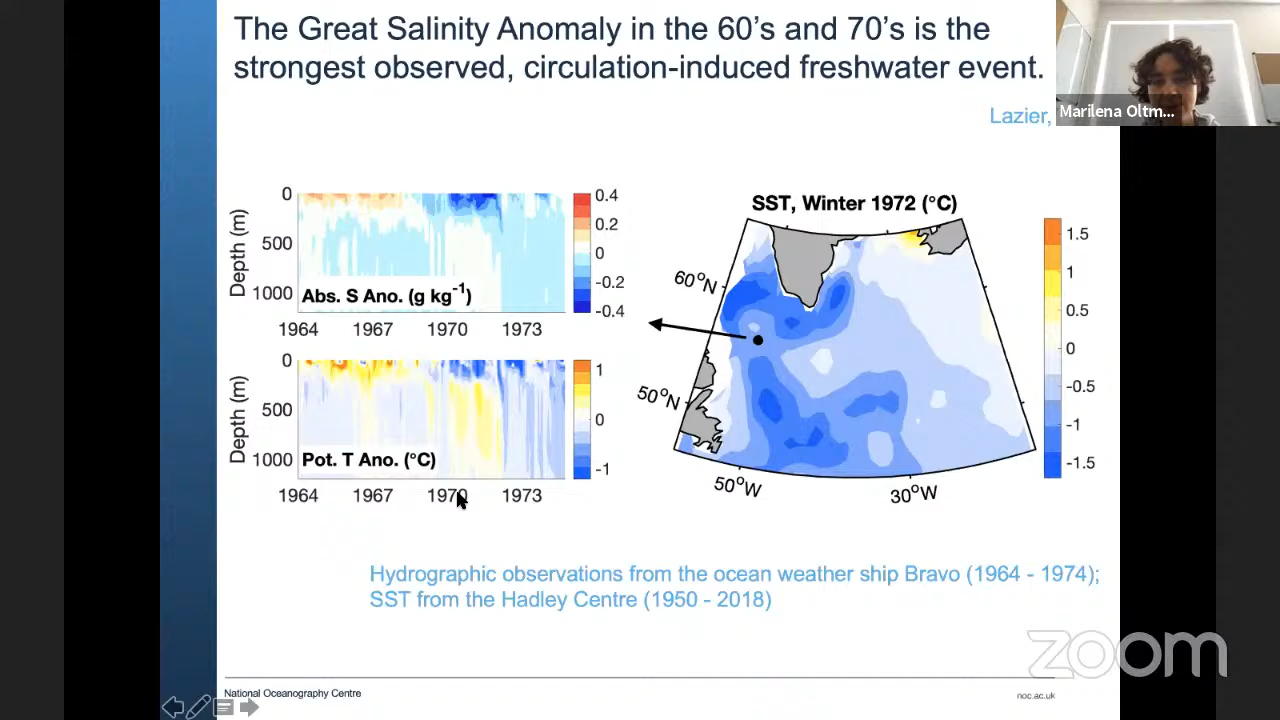 The Great Salinity Anomaly in the 60's and 70's is the
strongest observed, circulation-induced freshwater event.
Lazier,
Marilena Oltm...
0
500
1000
Depth (m)
Abs. S Ano. (g kg-1)
0.4
0.2
0
-0.2
-0.4
1964 1967 1970 1973
0
500
1000
Depth (m)
Pot. T Ano. (°C)
1
0
-1
1964 1967 1970 1973
SST, Winter 1972 (°C)
60°N
50°N
50°W
30°W
1.5
1
0.5
0
-0.5
-1
-1.5
Hydrographic observations from the ocean weather ship Bravo (1964 - 1974);
SST from the Hadley Centre (1950 - 2018)
zoom
National Oceanography Centre
noc.ac.uk